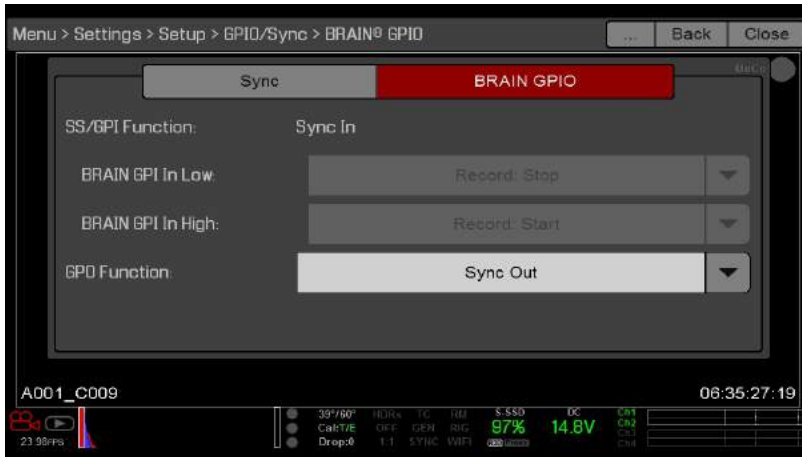 Menu > Settings > Setup > GPIO/Sync > BRAIN® GPIO ... Back Close
Sync BRAIN GPIO
SS/GPI Function: Sync In
BRAIN GPI In Low: Record: Stop
BRAIN GPI In High: Record: Start
GPO Function: Sync Out
A001_C009 06:35:27:19
39°/60° HDRx TC RM S-SSD DC Ch1
Cal:T/E OFF GEN RIG 97% 14.8V Ch2
Ch3
23.98FPS Drop:0 1:1 SYNC WIFI Ch4